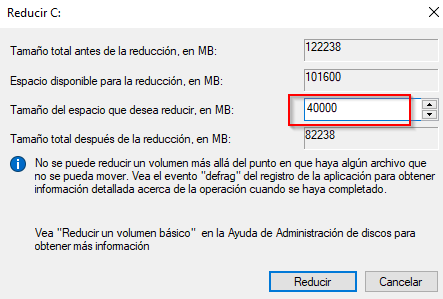 Reducir C:
Tamaño total antes de la reducción, en MB: 122238
Espacio disponible para la reducción, en MB: 101600
Tamaño del espacio que desea reducir, en MB: 40000
Tamaño total después de la reducción, en MB: 82238
No se puede reducir un volumen más allá del punto en que haya algún archivo que
no se pueda mover. Vea el evento "defrag" del registro de la aplicación para obtener
información detallada acerca de la operación cuando se haya completado.
Vea "Reducir un volumen básico" en la Ayuda de Administración de discos para
obtener más información
Reducir Cancelar